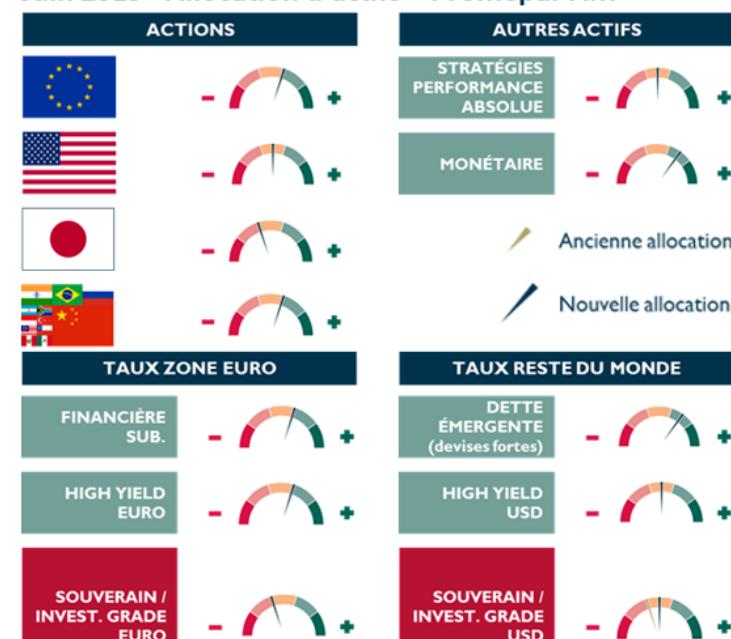 ACTIONS
AUTRES ACTIFS
STRATÉGIES
PERFORMANCE
ABSOLUE
MONÉTAIRE
Ancienne allocation
Nouvelle allocation
TAUX ZONE EURO
TAUX RESTE DU MONDE
FINANCIÈRE
SUB.
DETTE
ÉMERGENTE
(devises fortes)
HIGH YIELD
EURO
HIGH YIELD
USD
SOUVERAIN /
INVEST. GRADE
EURO
SOUVERAIN /
INVEST. GRADE
USD